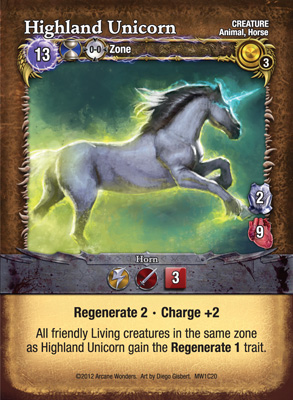 Highland Unicorn
CREATURE
Animal, Horse
13
0-0 Zone
3
2
9
Horn
3
Regenerate 2 · Charge +2
All friendly Living creatures in the same zone
as Highland Unicorn gain the Regenerate 1 trait.
©2012 Arcane Wonders. Art by Diego Gisbert. MW1C20